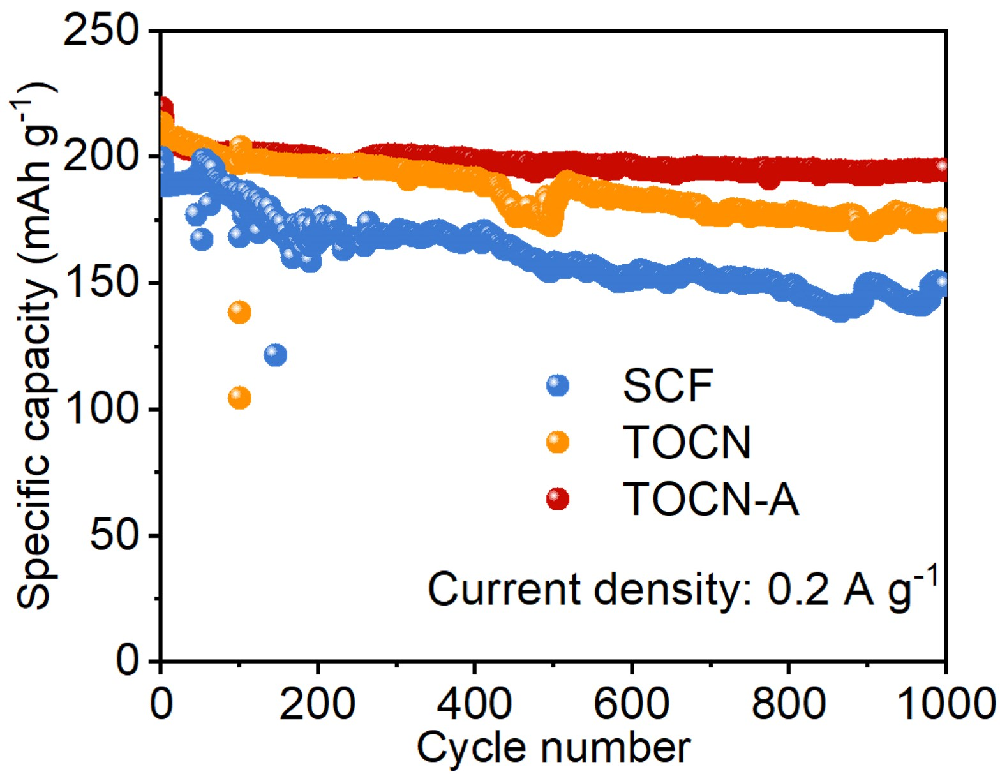 250
200
150
100
50
0
Specific capacity (mAh g-1)
SCF
TOCN
TOCN-A
Current density: 0.2 A g-1
0 200 400 600 800 1000
Cycle number